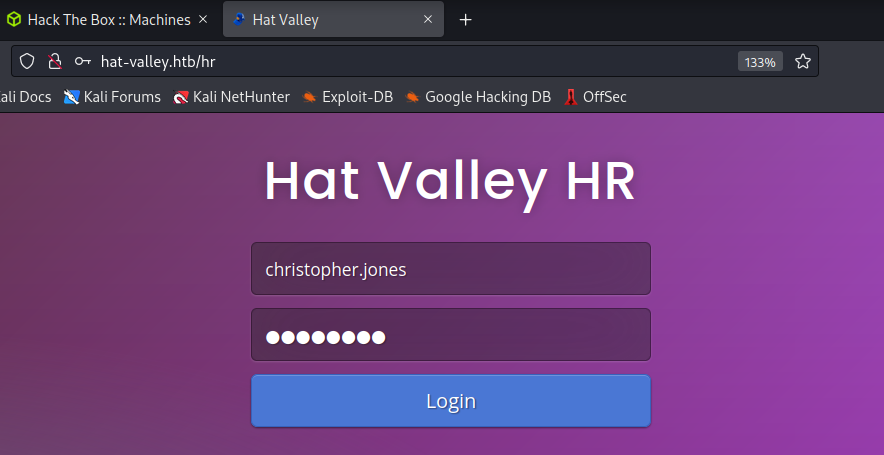 Hack The Box :: Machines
Hat Valley
hat-valley.htb/hr
133%
ali Docs
Kali Forums
Kali NetHunter
Exploit-DB
Google Hacking DB
OffSec
Hat Valley HR
christopher.jones
●●●●●●●●
Login